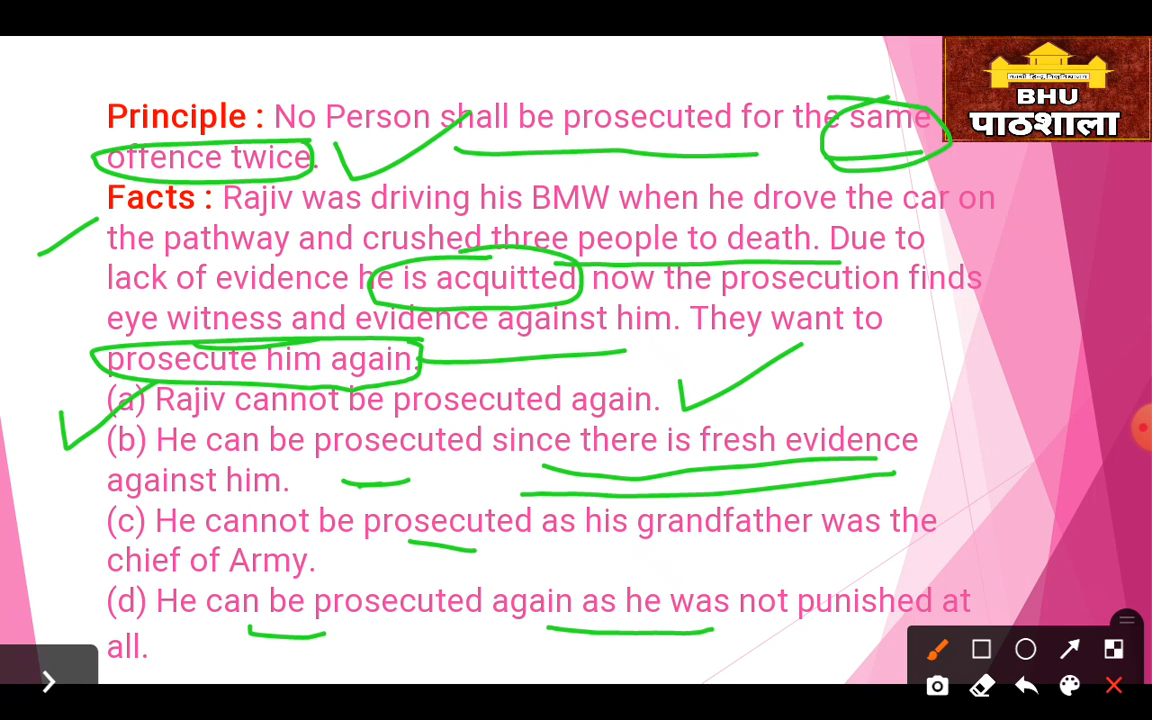 BHU
पाठशाला
Principle : No Person shall be prosecuted for the same
offence twice.
Facts : Rajiv was driving his BMW when he drove the car on
the pathway and crushed three people to death. Due to
lack of evidence he is acquitted, now the prosecution finds
eye witness and evidence against him. They want to
prosecute him again.
(a) Rajiv cannot be prosecuted again.
(b) He can be prosecuted since there is fresh evidence
against him.
(c) He cannot be prosecuted as his grandfather was the
chief of Army.
(d) He can be prosecuted again as he was not punished at
all.